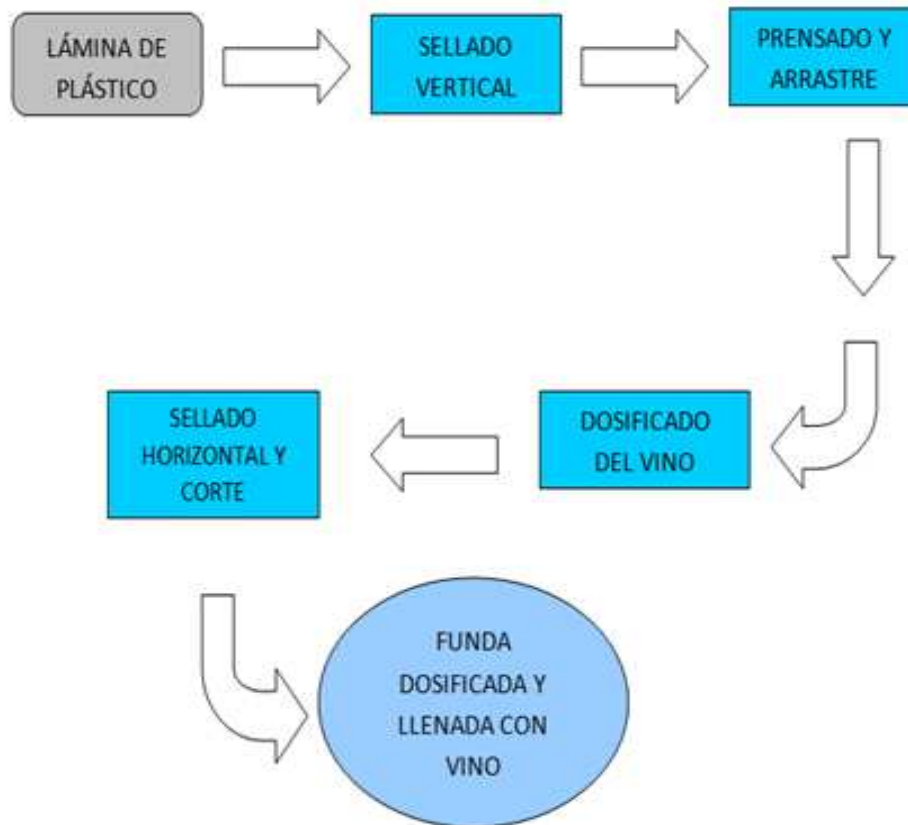 LÁMINA DE
PLÁSTICO
SELLADO
VERTICAL
PRENSADO Y
ARRASTRE
DOSIFICADO
DEL VINO
SELLADO
HORIZONTAL Y
CORTE
FUNDA
DOSIFICADA Y
LLENADA CON
VINO